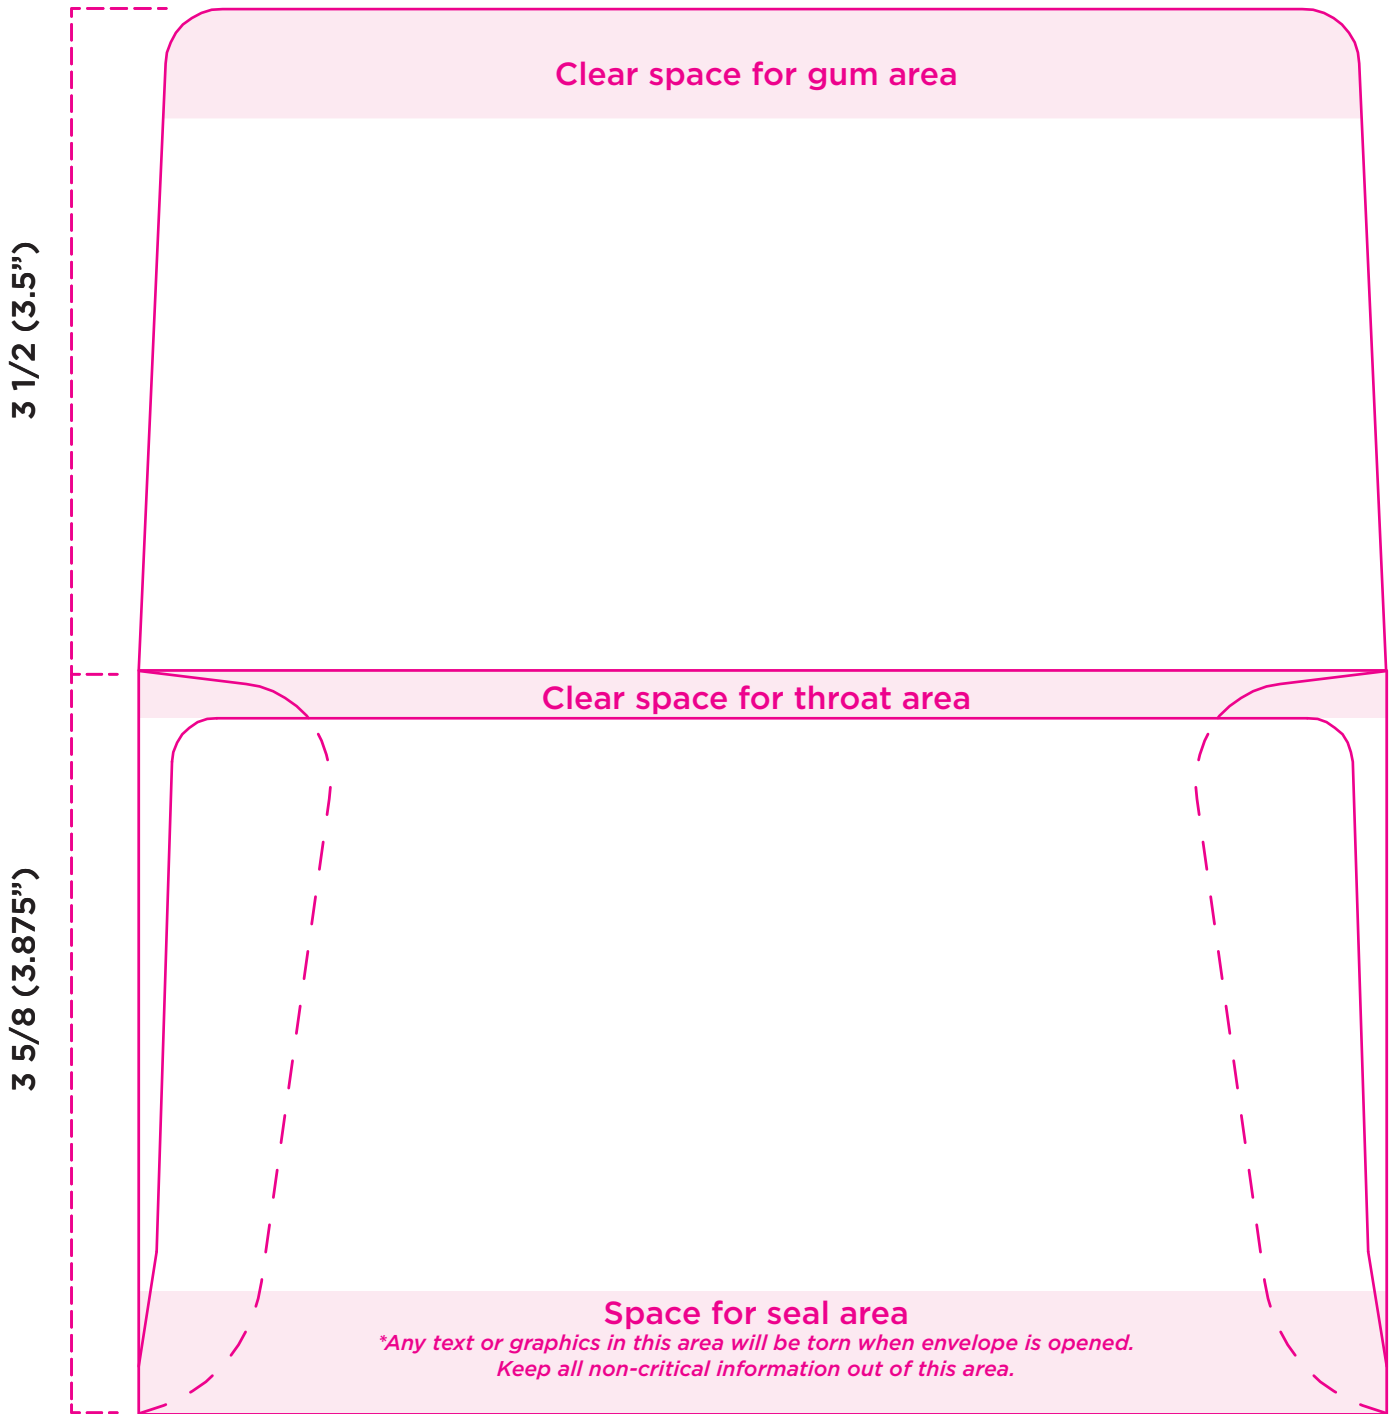 Clear space for gum area
3 1/2 (3.5”)
Clear space for throat area
3 5/8 (3.875”)
Space for seal area
*Any text or graphics in this area will be torn when envelope is opened.
Keep all non-critical information out of this area.